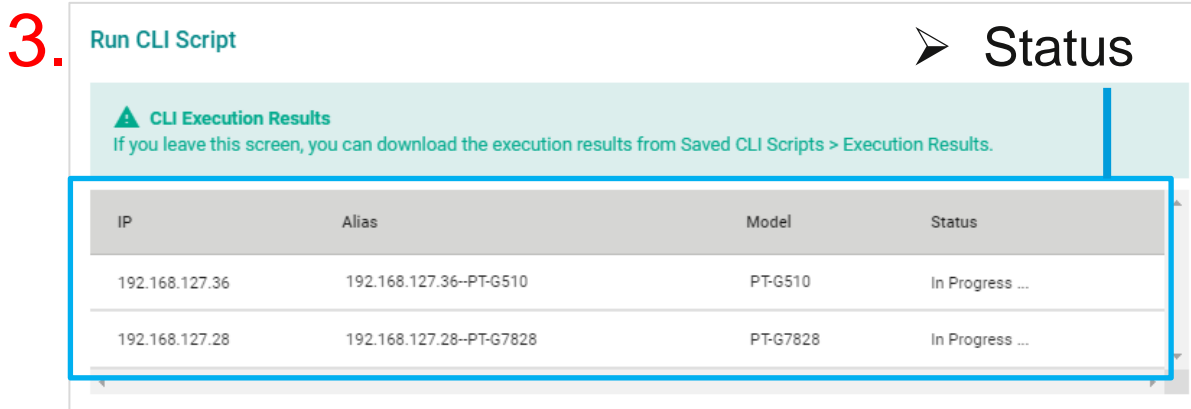 3.
Run CLI Script
➢ Status
CLI Execution Results
If you leave this screen, you can download the execution results from Saved CLI Scripts > Execution Results.
IP Alias Model Status
192.168.127.36 192.168.127.36--PT-G510 PT-G510 In Progress ...
192.168.127.28 192.168.127.28--PT-G7828 PT-G7828 In Progress ...